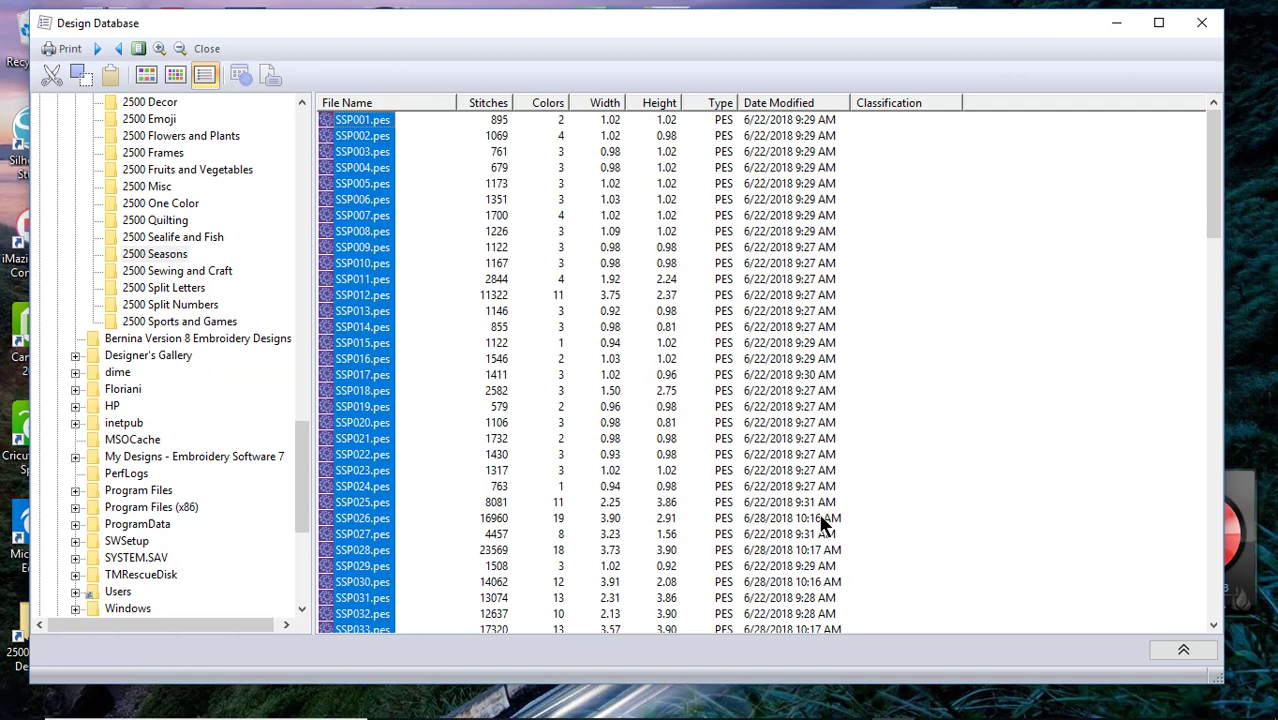 Design Database
Print Close
2500 Decor
2500 Emoji
2500 Flowers and Plants
2500 Frames
2500 Fruits and Vegetables
2500 Misc
2500 One Color
2500 Quilting
2500 Sealife and Fish
2500 Seasons
2500 Sewing and Craft
2500 Split Letters
2500 Split Numbers
2500 Sports and Games
Bernina Version 8 Embroidery Designs
Designer's Gallery
dime
Floriani
HP
inetpub
MSOCache
My Designs - Embroidery Software 7
PerfLogs
Program Files
Program Files (x86)
ProgramData
SWSetup
SYSTEM.SAV
TMRescueDisk
Users
Windows
File Name Stitches Colors Width Height Type Date Modified Classification
SSP001.pes 895 2 1.02 1.02 PES 6/22/2018 9:29 AM
SSP002.pes 1069 4 1.02 0.98 PES 6/22/2018 9:29 AM
SSP003.pes 761 3 0.98 1.02 PES 6/22/2018 9:29 AM
SSP004.pes 679 3 0.98 1.02 PES 6/22/2018 9:29 AM
SSP005.pes 1173 3 1.02 1.02 PES 6/22/2018 9:29 AM
SSP006.pes 1351 3 1.03 1.02 PES 6/22/2018 9:29 AM
SSP007.pes 1700 4 1.02 1.02 PES 6/22/2018 9:29 AM
SSP008.pes 1226 3 1.09 1.02 PES 6/22/2018 9:29 AM
SSP009.pes 1122 3 0.98 0.98 PES 6/22/2018 9:27 AM
SSP010.pes 1167 3 0.98 0.98 PES 6/22/2018 9:27 AM
SSP011.pes 2844 4 1.92 2.24 PES 6/22/2018 9:27 AM
SSP012.pes 11322 11 3.75 2.37 PES 6/22/2018 9:27 AM
SSP013.pes 1146 3 0.92 0.98 PES 6/22/2018 9:27 AM
SSP014.pes 855 3 0.98 0.81 PES 6/22/2018 9:27 AM
SSP015.pes 1122 1 0.94 1.02 PES 6/22/2018 9:27 AM
SSP016.pes 1546 2 1.03 1.02 PES 6/22/2018 9:27 AM
SSP017.pes 1411 3 1.02 0.96 PES 6/22/2018 9:30 AM
SSP018.pes 2582 3 1.50 2.75 PES 6/22/2018 9:27 AM
SSP019.pes 579 2 0.96 0.98 PES 6/22/2018 9:27 AM
SSP020.pes 1106 3 0.98 0.81 PES 6/22/2018 9:27 AM
SSP021.pes 1732 2 0.98 0.98 PES 6/22/2018 9:27 AM
SSP022.pes 1430 3 0.93 0.98 PES 6/22/2018 9:27 AM
SSP023.pes 1317 3 1.02 1.02 PES 6/22/2018 9:27 AM
SSP024.pes 763 1 0.94 0.98 PES 6/22/2018 9:27 AM
SSP025.pes 8081 11 2.25 3.86 PES 6/22/2018 9:31 AM
SSP026.pes 16960 19 3.90 2.91 PES 6/28/2018 10:16 AM
SSP027.pes 4457 8 3.23 1.56 PES 6/22/2018 9:31 AM
SSP028.pes 23569 18 3.73 3.90 PES 6/28/2018 10:17 AM
SSP029.pes 1508 3 1.02 0.92 PES 6/22/2018 9:29 AM
SSP030.pes 14062 12 3.91 2.08 PES 6/28/2018 10:16 AM
SSP031.pes 13074 13 2.31 3.86 PES 6/22/2018 9:28 AM
SSP032.pes 12637 10 2.13 3.90 PES 6/22/2018 9:28 AM
SSP033.pes 17320 13 3.57 3.90 PES 6/28/2018 10:17 AM